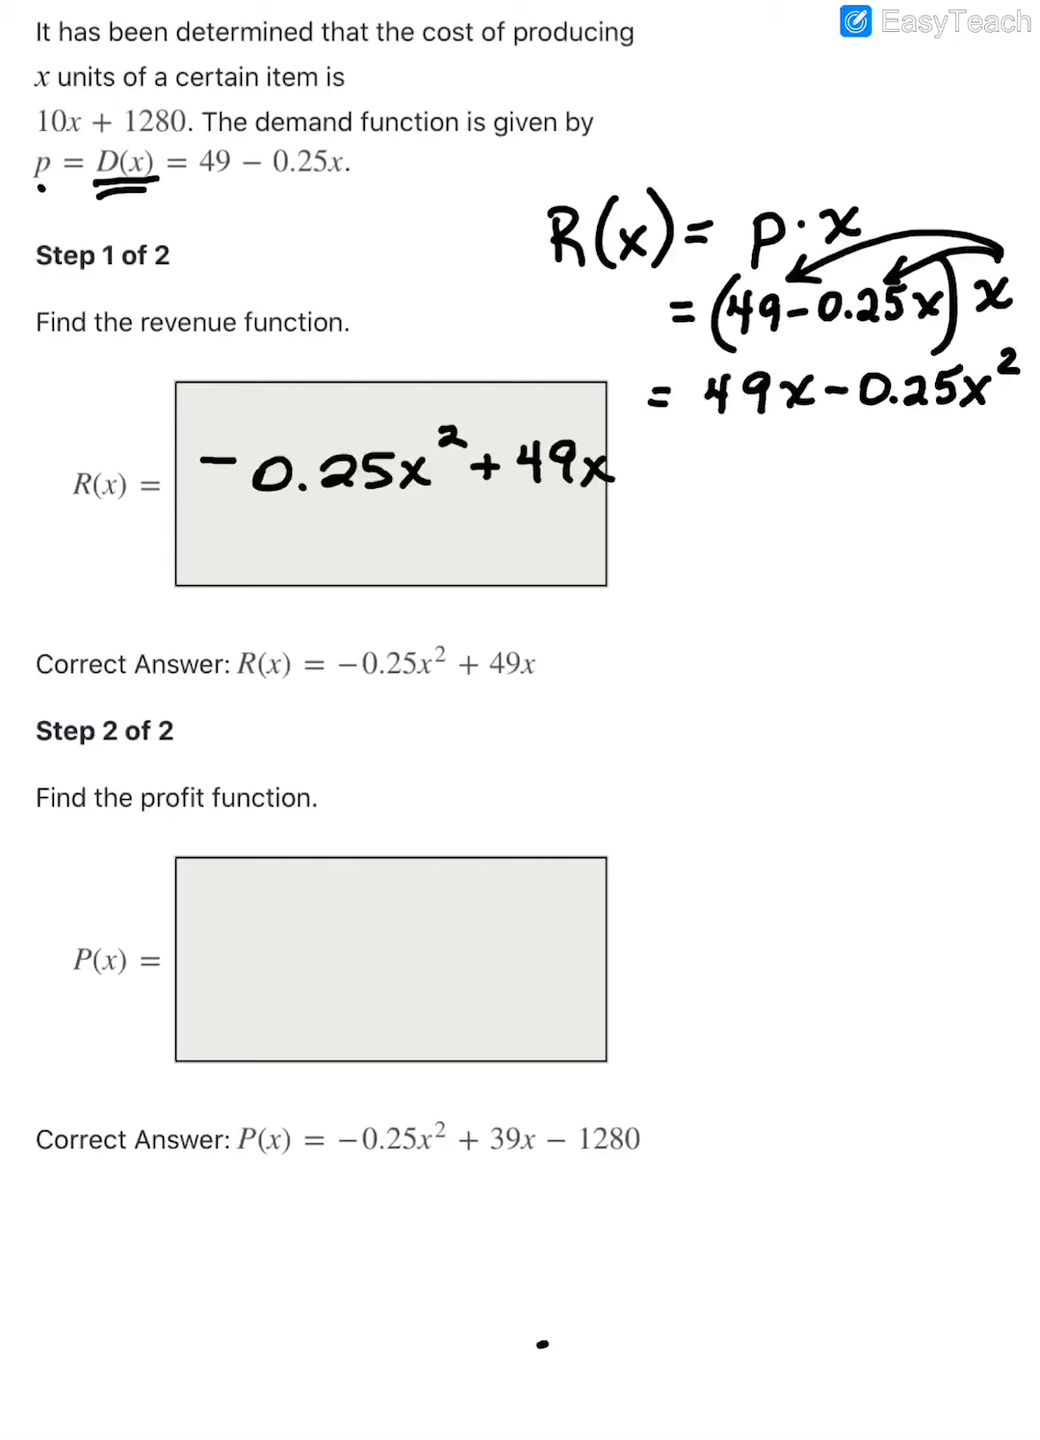 EasyTeach
It has been determined that the cost of producing
x units of a certain item is
10x + 1280. The demand function is given by
p = D(x) = 49 − 0.25x.
R(x) = p·x
= (49−0.25x) x
= 49x−0.25x²
Step 1 of 2
Find the revenue function.
R(x) = −0.25x²+49x
Correct Answer: R(x) = −0.25x² + 49x
Step 2 of 2
Find the profit function.
P(x) =
Correct Answer: P(x) = −0.25x² + 39x − 1280